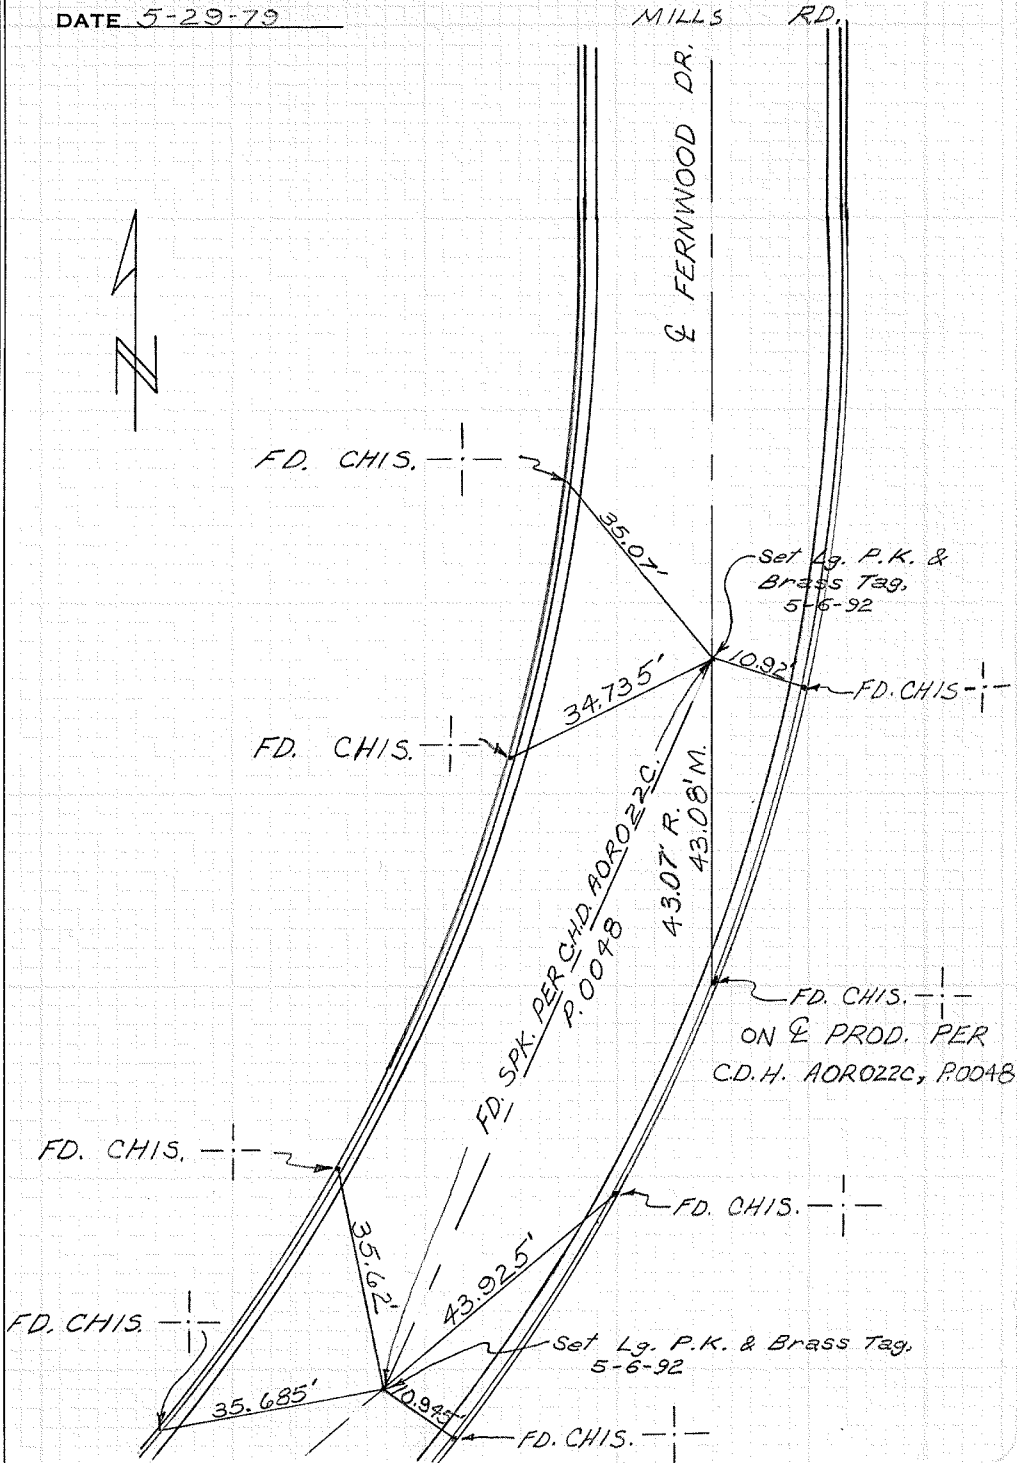 DATE 5-29-79
MILLS RD.
℄ FERNWOOD DR.
N
FD. CHIS.
35.07'
Set Lg. P.K. &
Brass Tag,
5-6-92
10.92'
FD. CHIS
34.735'
FD. CHIS.
43.07' R.
43.08' M.
FD. SPK. PER C.H.D. AORO22C.
P. 0048
FD. CHIS.
ON ℄ PROD. PER
C.D.H. AORO22C, P.0048
FD. CHIS.
FD. CHIS.
35.62'
43.925'
FD. CHIS.
Set Lg. P.K. & Brass Tag,
5-6-92
35.685'
10.945'
FD. CHIS.